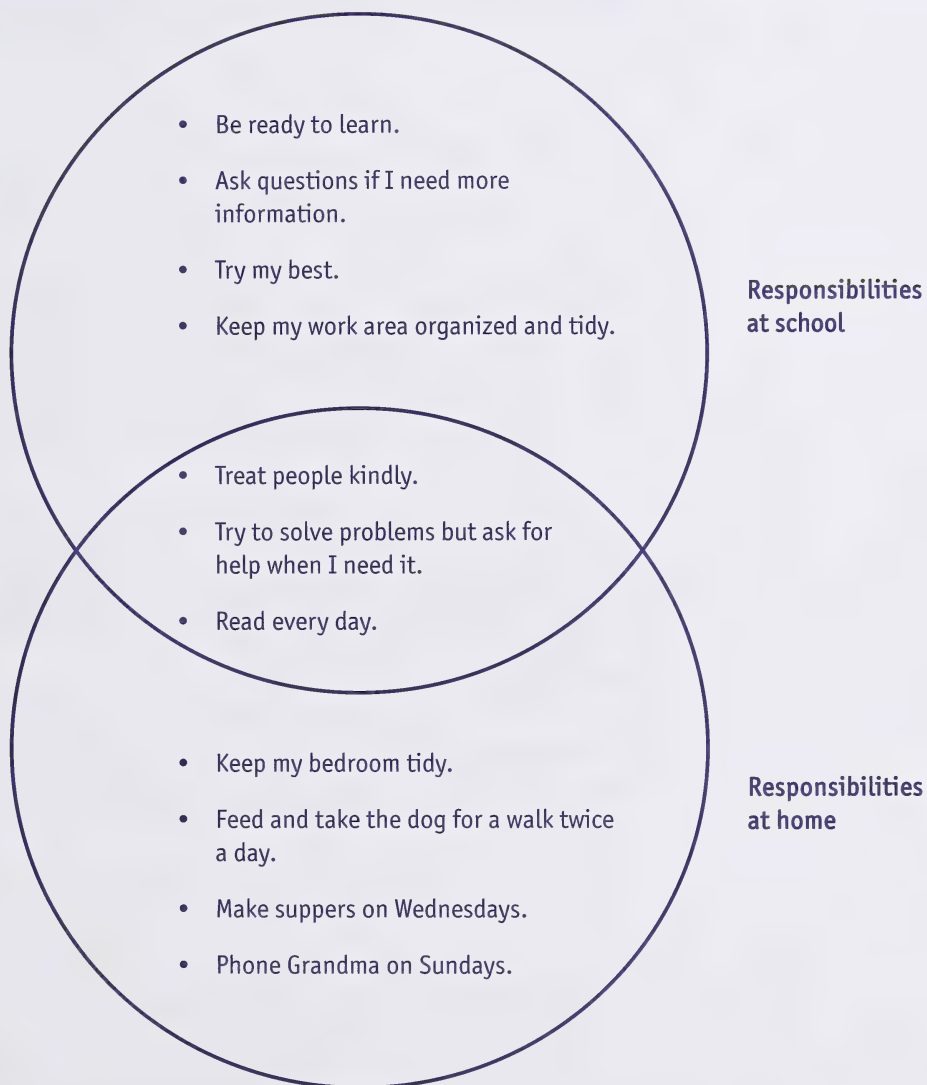 • Be ready to learn.
• Ask questions if I need more
information.
• Try my best.
• Keep my work area organized and tidy.
Responsibilities
at school
• Treat people kindly.
• Try to solve problems but ask for
help when I need it.
• Read every day.
• Keep my bedroom tidy.
• Feed and take the dog for a walk twice
a day.
• Make suppers on Wednesdays.
• Phone Grandma on Sundays.
Responsibilities
at home